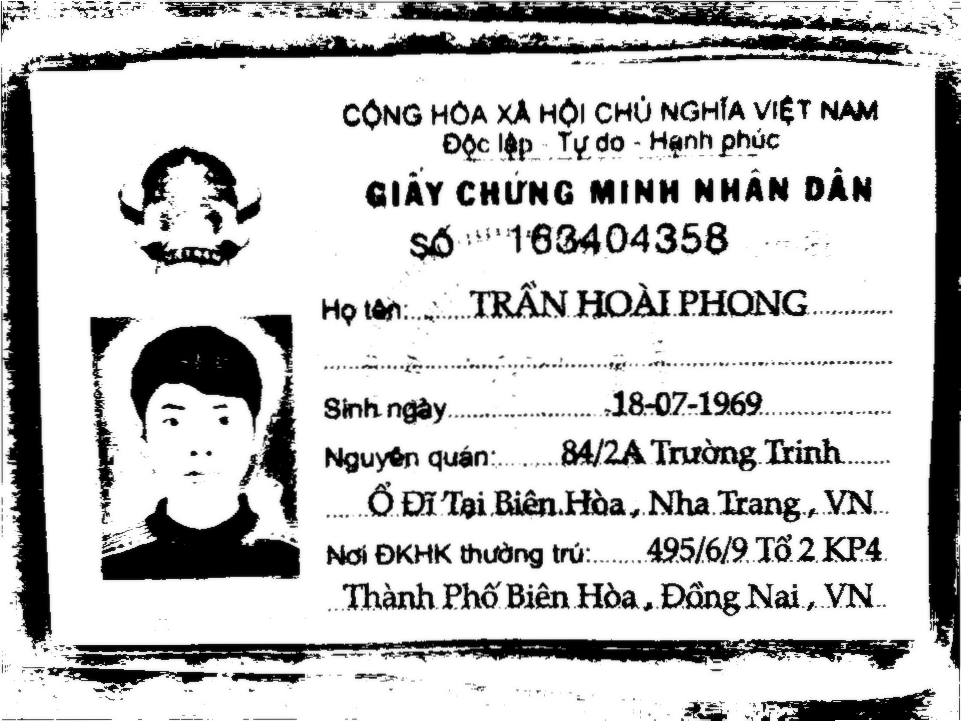 CỘNG HÒA XÃ HỘI CHỦ NGHĨA VIỆT NAM
Độc lập - Tự do - Hạnh phúc
GIẤY CHỨNG MINH NHÂN DÂN
SỐ 163404358
Họ tên: TRẦN HOÀI PHONG
Sinh ngày 18-07-1969
Nguyên quán: 84/2A Trường Trinh
Ổ Đĩ Tại Biên Hòa, Nha Trang, VN
Nơi ĐKHK thường trú: 495/6/9 Tổ 2 KP4
Thành Phố Biên Hòa, Đồng Nai, VN